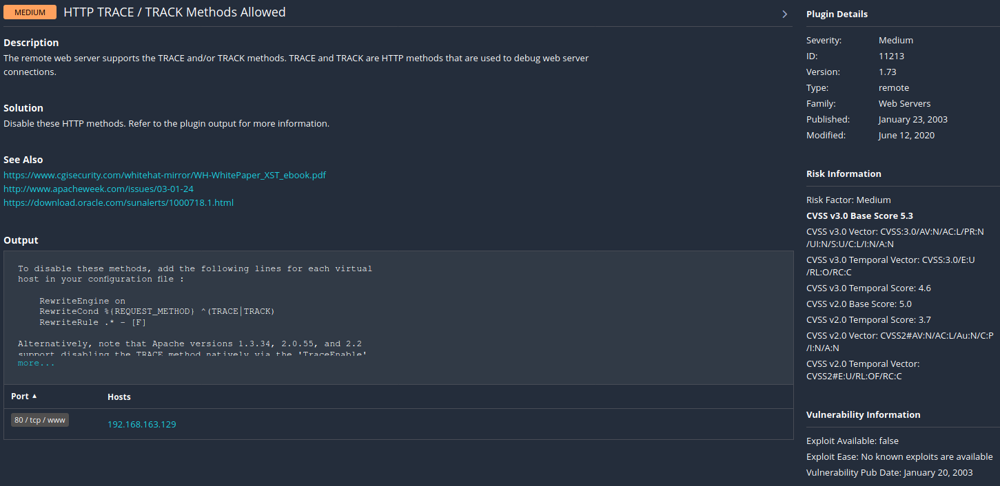 MEDIUM HTTP TRACE / TRACK Methods Allowed
Description
The remote web server supports the TRACE and/or TRACK methods. TRACE and TRACK are HTTP methods that are used to debug web server
connections.
Solution
Disable these HTTP methods. Refer to the plugin output for more information.
See Also
https://www.cgisecurity.com/whitehat-mirror/WH-WhitePaper_XST_ebook.pdf
http://www.apacheweek.com/issues/03-01-24
https://download.oracle.com/sunalerts/1000718.1.html
Output
To disable these methods, add the following lines for each virtual
host in your configuration file :
RewriteEngine on
RewriteCond %{REQUEST_METHOD} ^(TRACE|TRACK)
RewriteRule .* - [F]
Alternatively, note that Apache versions 1.3.34, 2.0.55, and 2.2
support disabling the TRACE method natively via the 'TraceEnable'
more...
Port ▲ Hosts
80 / tcp / www 192.168.163.129
Plugin Details
Severity: Medium
ID: 11213
Version: 1.73
Type: remote
Family: Web Servers
Published: January 23, 2003
Modified: June 12, 2020
Risk Information
Risk Factor: Medium
CVSS v3.0 Base Score 5.3
CVSS v3.0 Vector: CVSS:3.0/AV:N/AC:L/PR:N
/UI:N/S:U/C:L/I:N/A:N
CVSS v3.0 Temporal Vector: CVSS:3.0/E:U
/RL:O/RC:C
CVSS v3.0 Temporal Score: 4.6
CVSS v2.0 Base Score: 5.0
CVSS v2.0 Temporal Score: 3.7
CVSS v2.0 Vector: CVSS2#AV:N/AC:L/Au:N/C:P
/I:N/A:N
CVSS v2.0 Temporal Vector:
CVSS2#E:U/RL:OF/RC:C
Vulnerability Information
Exploit Available: false
Exploit Ease: No known exploits are available
Vulnerability Pub Date: January 20, 2003